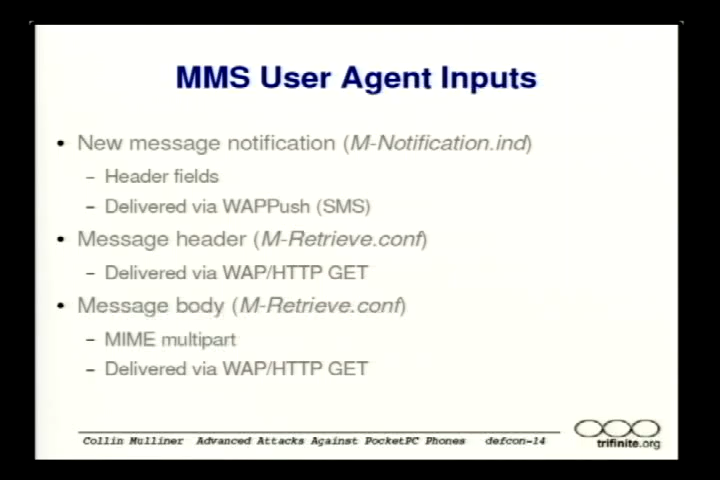 MMS User Agent Inputs
• New message notification (M-Notification.ind)
– Header fields
– Delivered via WAPPush (SMS)
• Message header (M-Retrieve.conf)
– Delivered via WAP/HTTP GET
• Message body (M-Retrieve.conf)
– MIME multipart
– Delivered via WAP/HTTP GET
Collin Mulliner Advanced Attacks Against PocketPC Phones defcon-14
trifinite.org